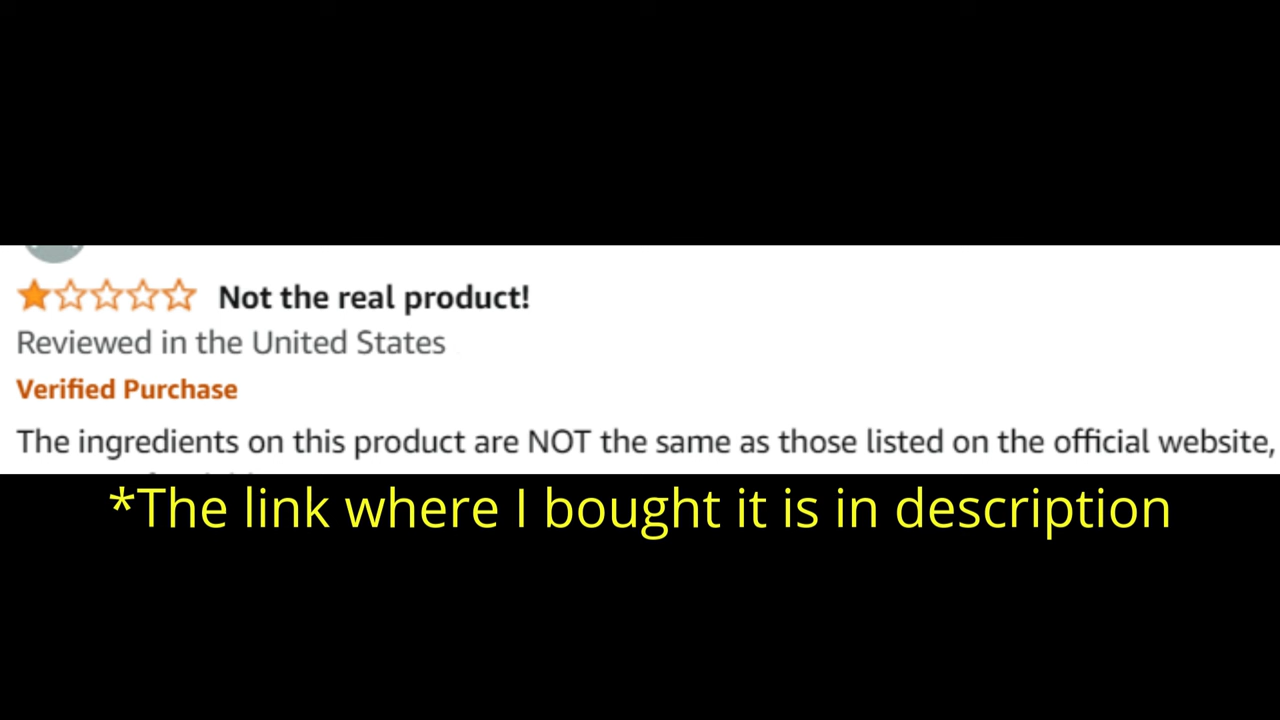 Not the real product!
Reviewed in the United States
Verified Purchase
The ingredients on this product are NOT the same as those listed on the official website,
*The link where I bought it is in description